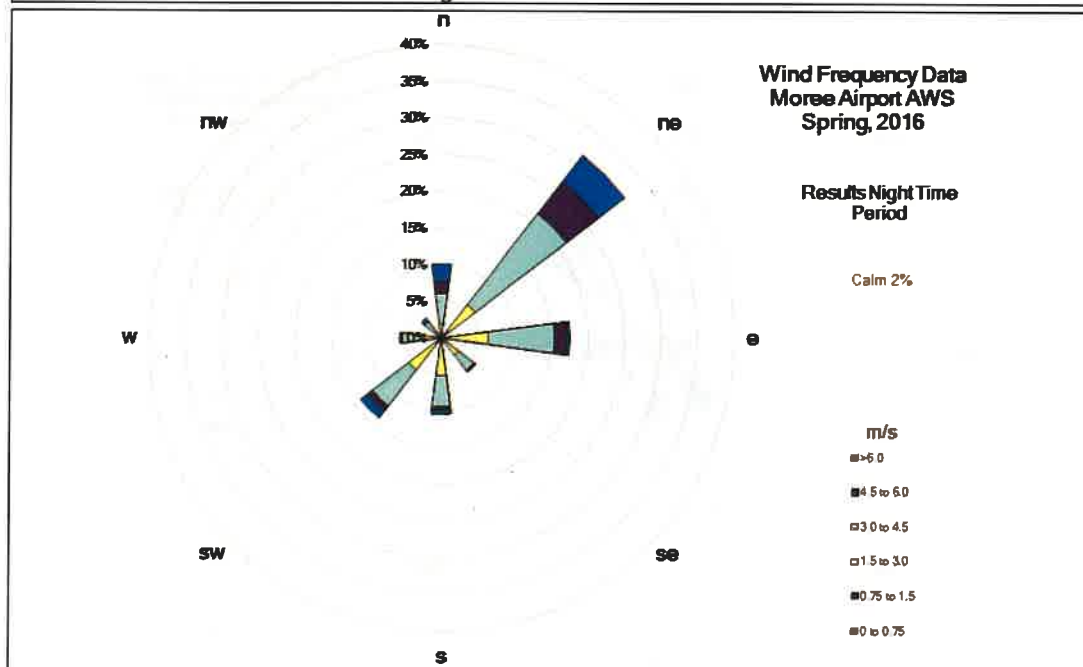 n
40%
35%
30%
25%
20%
15%
10%
5%
0%
nw
ne
w
e
sw
se
s
Wind Frequency Data
Moree Airport AWS
Spring, 2016
Results Night Time
Period
Calm 2%
m/s
>6.0
4.5 to 6.0
3.0 to 4.5
1.5 to 3.0
0.75 to 1.5
0 to 0.75